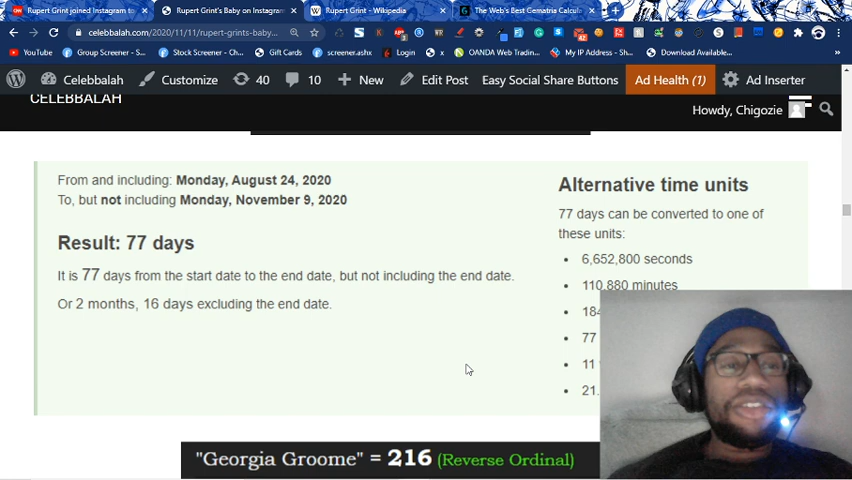 Rupert Grint joined Instagram to
Rupert Grint's Baby on Instagram
Rupert Grint - Wikipedia
The Web's Best Gematria Calcul
celebbalah.com/2020/11/11/rupert-grints-baby...
YouTube
Group Screener - S...
Stock Screener - Ch...
Gift Cards
screener.ashx
Login
x
OANDA Web Tradin...
My IP Address - Sh...
Download Available...
Celebbalah
Customize
40
10
New
Edit Post
Easy Social Share Buttons
Ad Health (1)
Ad Inserter
CELEBBALAH
Howdy, Chigozie
From and including: Monday, August 24, 2020
To, but not including Monday, November 9, 2020
Result: 77 days
It is 77 days from the start date to the end date, but not including the end date.
Or 2 months, 16 days excluding the end date.
Alternative time units
77 days can be converted to one of
these units:
6,652,800 seconds
110,880 minutes
184
77
11
21.
"Georgia Groome" = 216 (Reverse Ordinal)